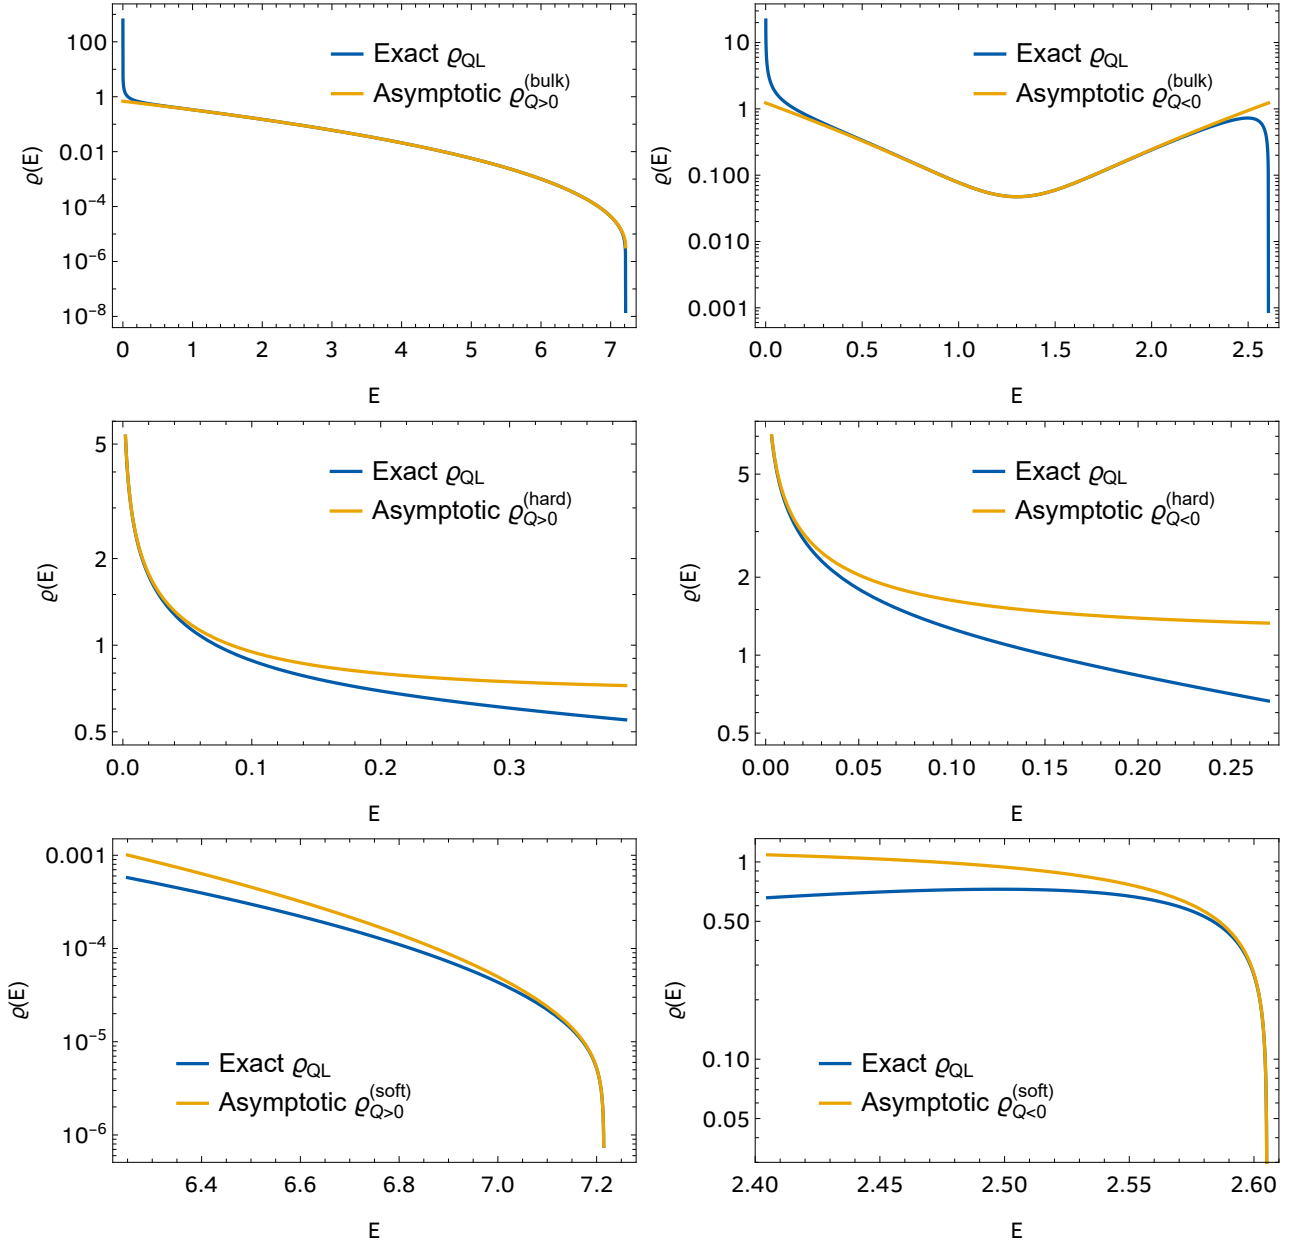 Exact ϱQL
Asymptotic ϱQ>0(bulk)
ϱ(E)
100
1
0.01
10−4
10−6
10−8
0 1 2 3 4 5 6 7
E
Exact ϱQL
Asymptotic ϱQ<0(bulk)
ϱ(E)
10
1
0.100
0.010
0.001
0.0 0.5 1.0 1.5 2.0 2.5
E
Exact ϱQL
Asymptotic ϱQ>0(hard)
ϱ(E)
5
2
1
0.5
0.0 0.1 0.2 0.3
E
Exact ϱQL
Asymptotic ϱQ<0(hard)
ϱ(E)
5
2
1
0.5
0.00 0.05 0.10 0.15 0.20 0.25
E
0.001
10−4
10−5
10−6
ϱ(E)
Exact ϱQL
Asymptotic ϱQ>0(soft)
6.4 6.6 6.8 7.0 7.2
E
1
0.50
0.10
0.05
ϱ(E)
Exact ϱQL
Asymptotic ϱQ<0(soft)
2.40 2.45 2.50 2.55 2.60
E